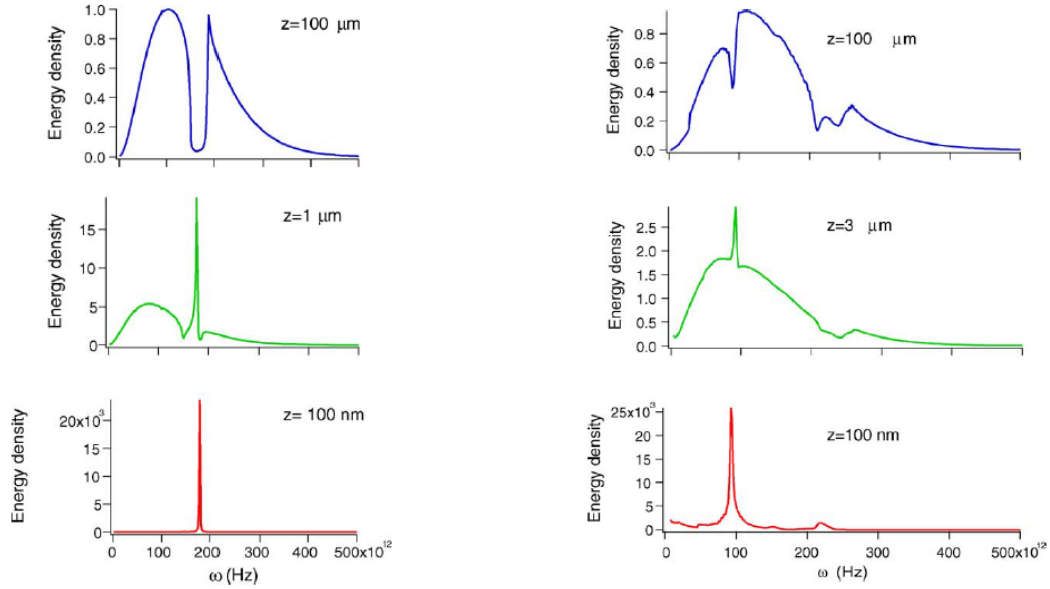 1.0
0.8
0.6
0.4
0.2
0.0
Energy density
z=100 μm
0.8
0.6
0.4
0.2
0.0
Energy density
z=100 μm
15
10
5
0
Energy density
z=1 μm
2.5
2.0
1.5
1.0
0.5
0.0
Energy density
z=3 μm
20x10³
15
10
5
0
Energy density
z= 100 nm
0 100 200 300 400 500x10¹²
ω (Hz)
25x10³
20
15
10
5
0
Energy density
z=100 nm
0 100 200 300 400 500x10¹²
ω (Hz)